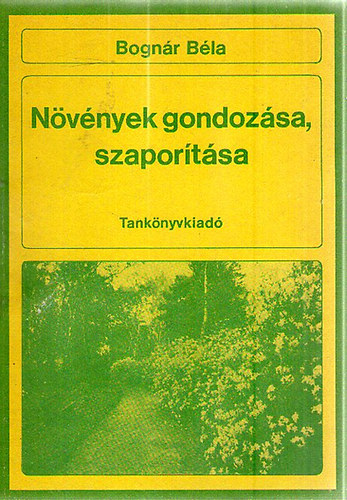 Bognár Béla
Növények gondozása,
szaporítása
Tankönyvkiadó